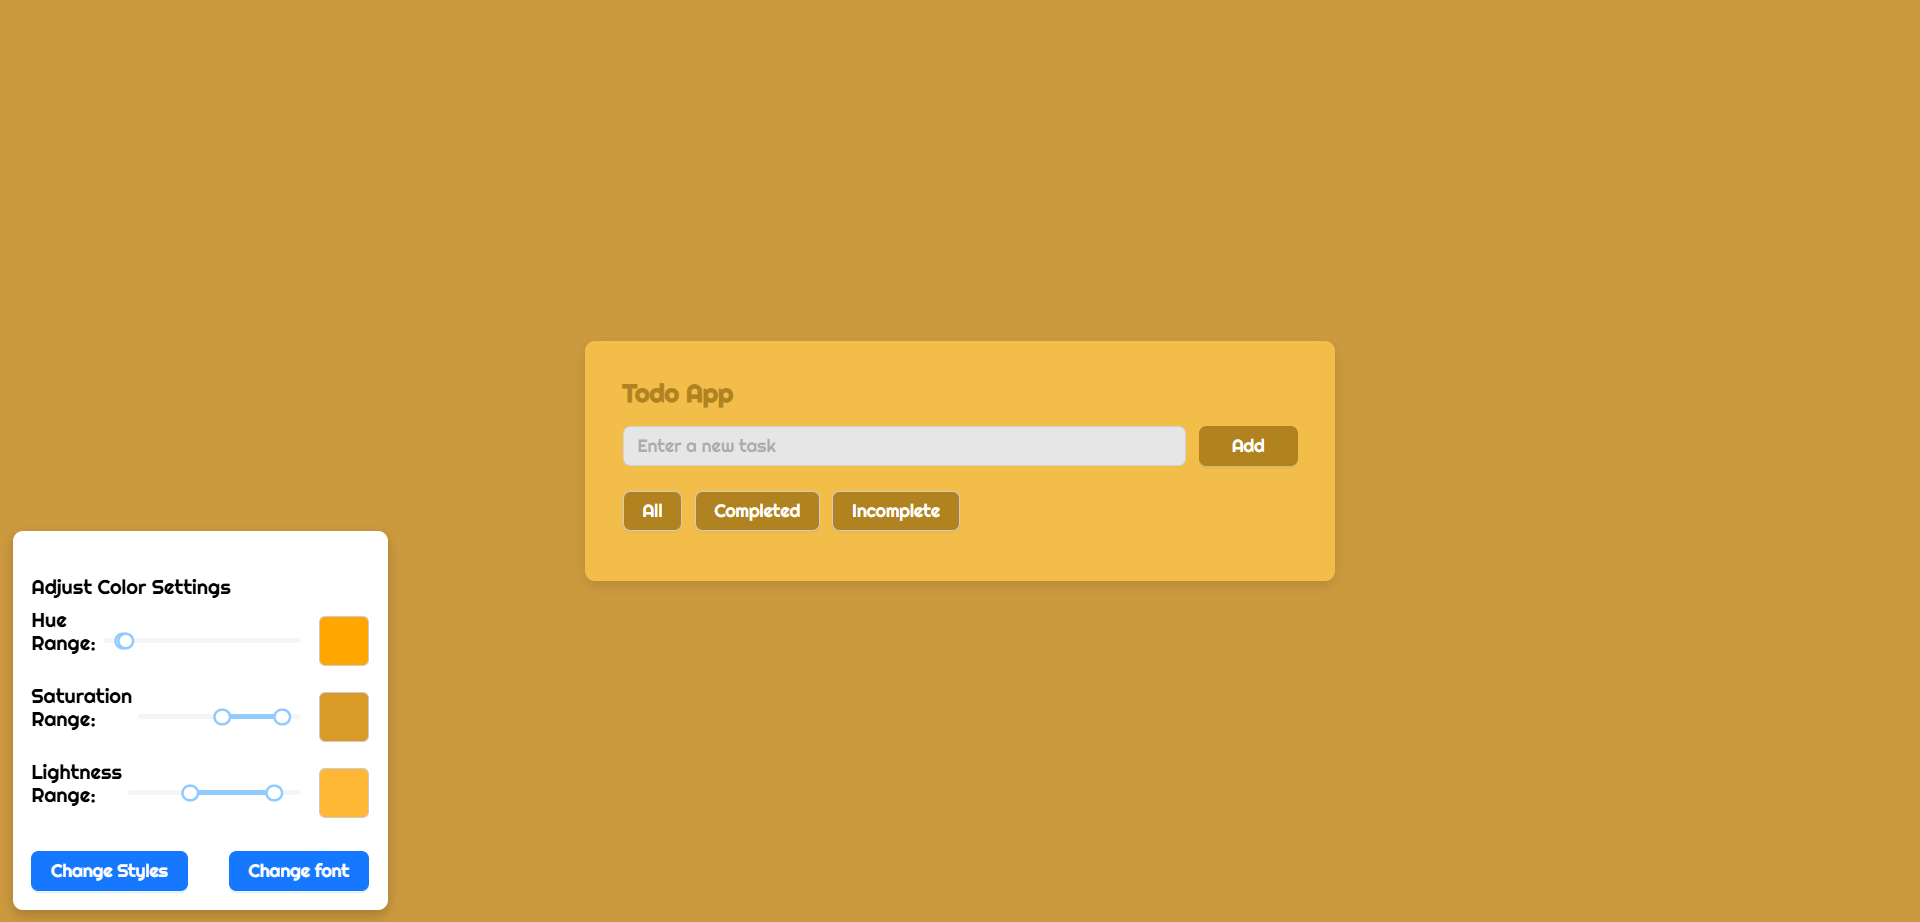 Todo App
Enter a new task
Add
All
Completed
Incomplete
Adjust Color Settings
Hue
Range:
Saturation
Range:
Lightness
Range:
Change Styles
Change font